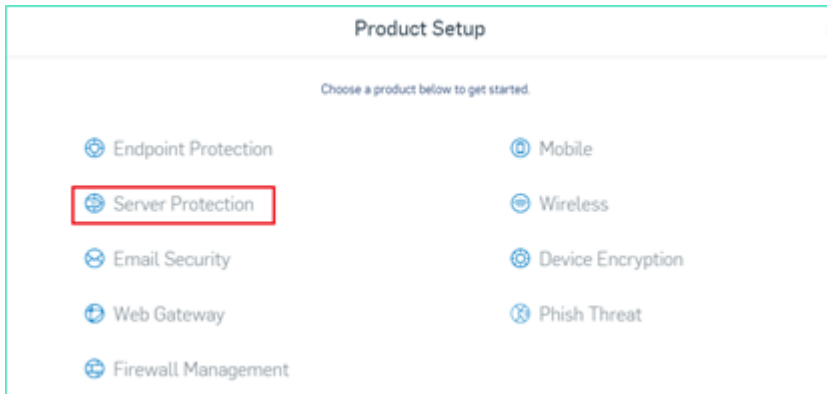 Product Setup
Choose a product below to get started.
Endpoint Protection
Mobile
Server Protection
Wireless
Email Security
Device Encryption
Web Gateway
Phish Threat
Firewall Management